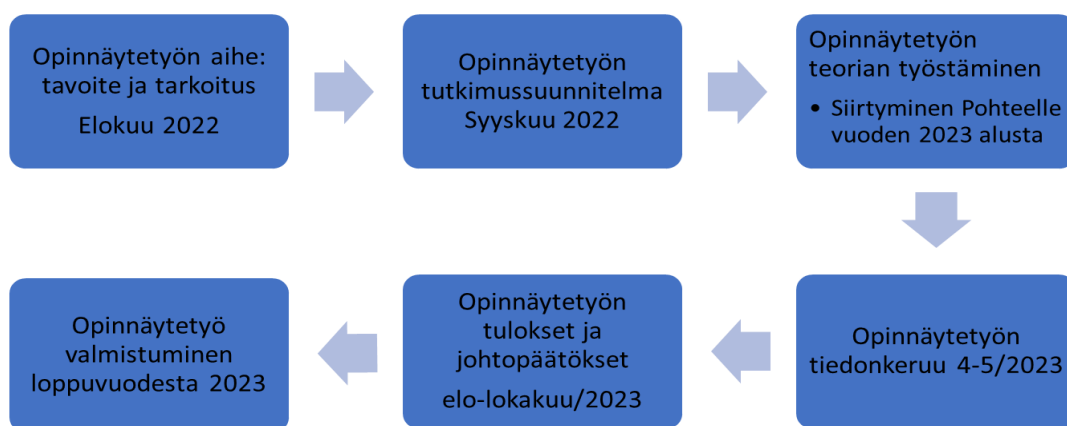 Opinnäytetyön aihe:
tavoite ja tarkoitus
Elokuu 2022
Opinnäytetyön
tutkimussuunnitelma
Syyskuu 2022
Opinnäytetyön
teorian työstäminen
• Siirtyminen Pohteelle
vuoden 2023 alusta
Opinnäytetyön
tiedonkeruu 4-5/2023
Opinnäytetyön
tulokset ja
johtopäätökset
elo-lokakuu/2023
Opinnäytetyö
valmistuminen
loppuvuodesta 2023